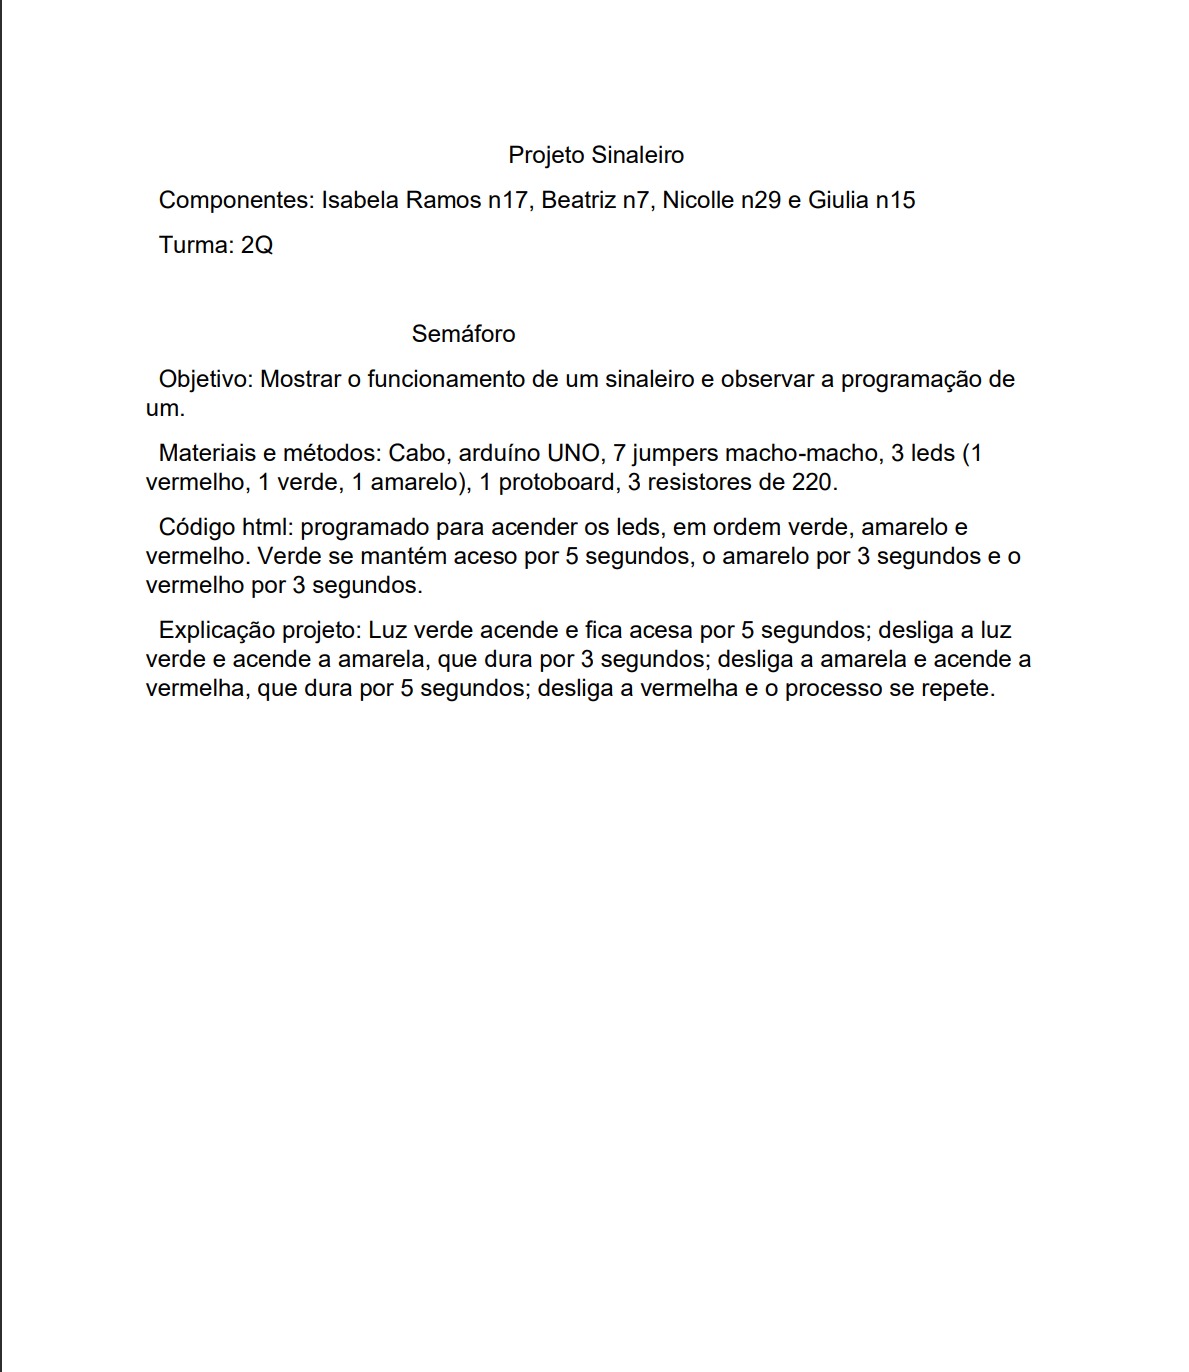 Projeto Sinaleiro
Componentes: Isabela Ramos n17, Beatriz n7, Nicolle n29 e Giulia n15
Turma: 2Q
Semáforo
Objetivo: Mostrar o funcionamento de um sinaleiro e observar a programação de
um.
Materiais e métodos: Cabo, arduíno UNO, 7 jumpers macho-macho, 3 leds (1
vermelho, 1 verde, 1 amarelo), 1 protoboard, 3 resistores de 220.
Código html: programado para acender os leds, em ordem verde, amarelo e
vermelho. Verde se mantém aceso por 5 segundos, o amarelo por 3 segundos e o
vermelho por 3 segundos.
Explicação projeto: Luz verde acende e fica acesa por 5 segundos; desliga a luz
verde e acende a amarela, que dura por 3 segundos; desliga a amarela e acende a
vermelha, que dura por 5 segundos; desliga a vermelha e o processo se repete.